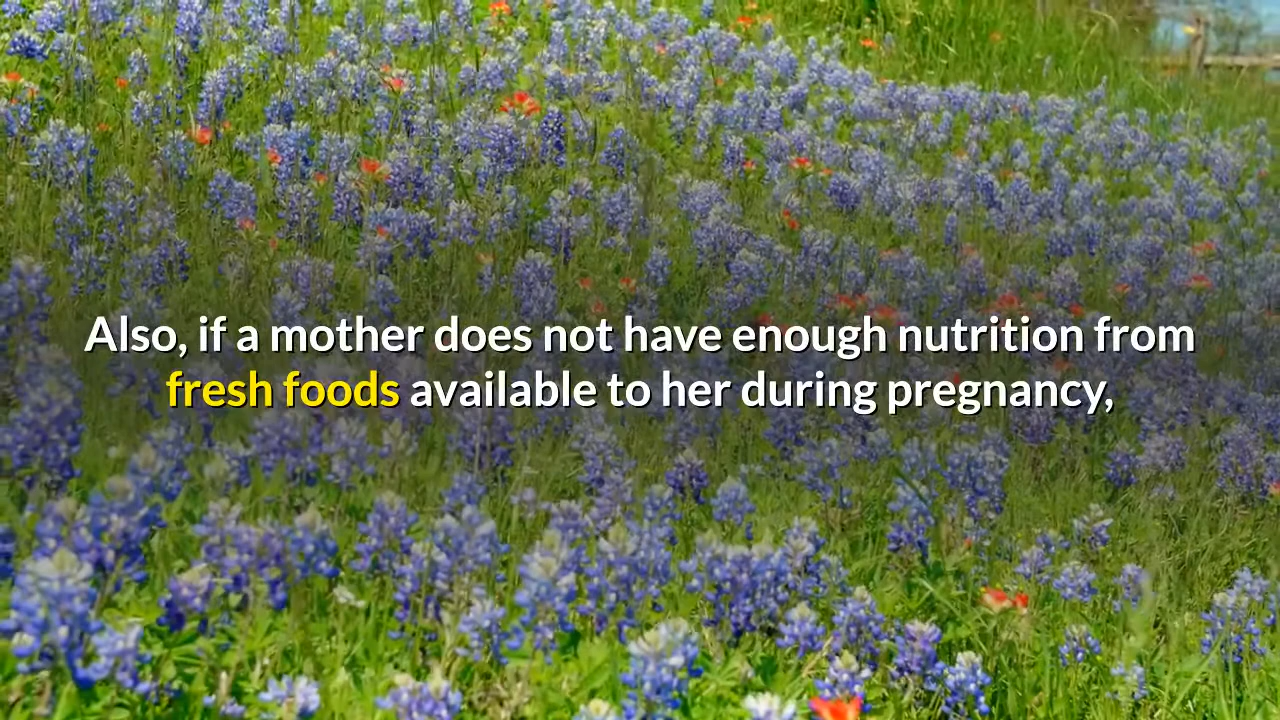 Also, if a mother does not have enough nutrition from
fresh foods available to her during pregnancy,